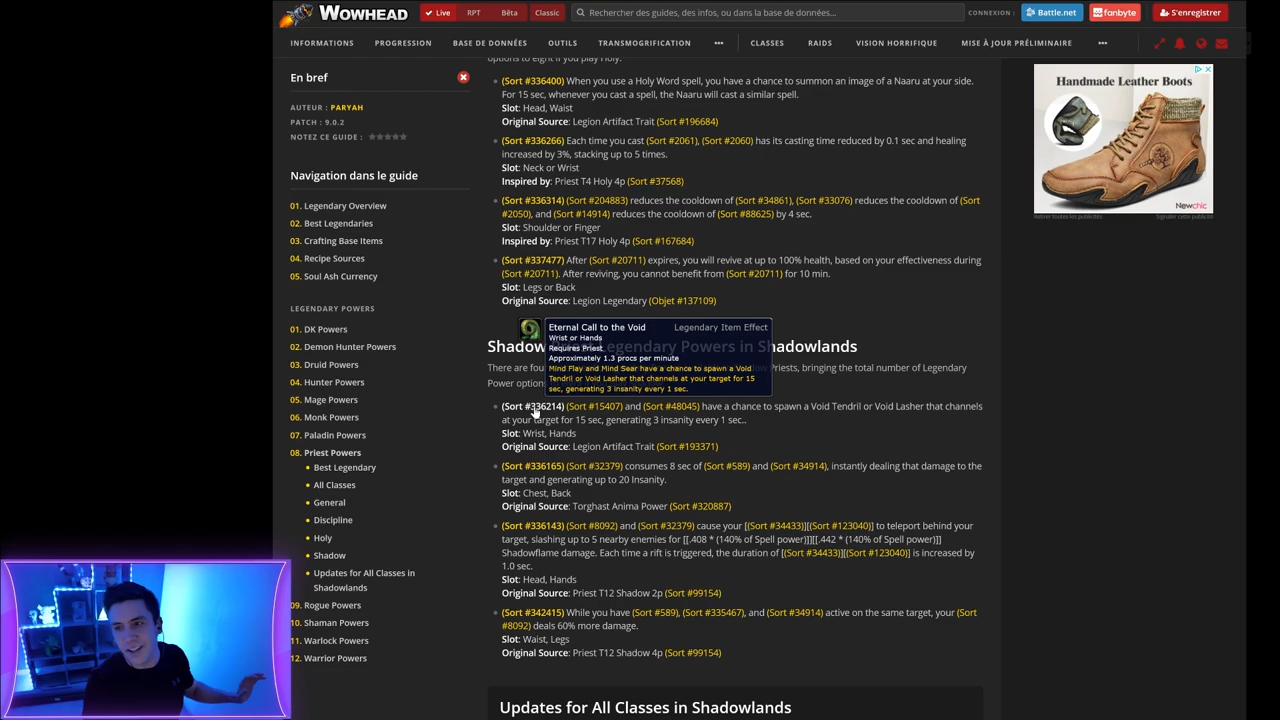 WOWHEAD
Live RPT Bêta Classic
Rechercher des guides, des infos, ou dans la base de données...
CONNEXION : Battle.net fanbyte S'enregistrer
INFORMATIONS PROGRESSION BASE DE DONNÉES OUTILS TRANSMOGRIFICATION ••• CLASSES RAIDS VISION HORRIFIQUE MISE À JOUR PRÉLIMINAIRE •••
En bref
AUTEUR : PARYAH
PATCH : 9.0.2
NOTEZ CE GUIDE :
Navigation dans le guide
01. Legendary Overview
02. Best Legendaries
03. Crafting Base Items
04. Recipe Sources
05. Soul Ash Currency
LEGENDARY POWERS
01. DK Powers
02. Demon Hunter Powers
03. Druid Powers
04. Hunter Powers
05. Mage Powers
06. Monk Powers
07. Paladin Powers
08. Priest Powers
• Best Legendary
• All Classes
• General
• Discipline
• Holy
• Shadow
• Updates for All Classes in
Shadowlands
09. Rogue Powers
10. Shaman Powers
11. Warlock Powers
12. Warrior Powers
options to eight if you play Holy.
(Sort #336400) When you use a Holy Word spell, you have a chance to summon an image of a Naaru at your side.
For 15 sec, whenever you cast a spell, the Naaru will cast a similar spell.
Slot: Head, Waist
Original Source: Legion Artifact Trait (Sort #196684)
(Sort #336266) Each time you cast (Sort #2061), (Sort #2060) has its casting time reduced by 0.1 sec and healing
increased by 3%, stacking up to 5 times.
Slot: Neck or Wrist
Inspired by: Priest T4 Holy 4p (Sort #37568)
(Sort #336314) (Sort #204883) reduces the cooldown of (Sort #34861), (Sort #33076) reduces the cooldown of (Sort
#2050), and (Sort #14914) reduces the cooldown of (Sort #88625) by 4 sec.
Slot: Shoulder or Finger
Inspired by: Priest T17 Holy 4p (Sort #167684)
(Sort #337477) After (Sort #20711) expires, you will revive at up to 100% health, based on your effectiveness during
(Sort #20711). After reviving, you cannot benefit from (Sort #20711) for 10 min.
Slot: Legs or Back
Original Source: Legion Legendary (Objet #137109)
Eternal Call to the Void Legendary Item Effect
Wrist or Hands
Requires Priest
Approximately 1.3 procs per minute
Mind Flay and Mind Sear have a chance to spawn a Void
Tendril or Void Lasher that channels at your target for 15
sec, generating 3 insanity every 1 sec.
Shadow Legendary Powers in Shadowlands
There are fou Priests, bringing the total number of Legendary
Power option
(Sort #336214) (Sort #15407) and (Sort #48045) have a chance to spawn a Void Tendril or Void Lasher that channels
at your target for 15 sec, generating 3 insanity every 1 sec..
Slot: Wrist, Hands
Original Source: Legion Artifact Trait (Sort #193371)
(Sort #336165) (Sort #32379) consumes 8 sec of (Sort #589) and (Sort #34914), instantly dealing that damage to the
target and generating up to 20 Insanity.
Slot: Chest, Back
Original Source: Torghast Anima Power (Sort #320887)
(Sort #336143) (Sort #8092) and (Sort #32379) cause your [(Sort #34433)][(Sort #123040)] to teleport behind your
target, slashing up to 5 nearby enemies for [[.408 * (140% of Spell power)]][[.442 * (140% of Spell power)]]
Shadowflame damage. Each time a rift is triggered, the duration of [(Sort #34433)][(Sort #123040)] is increased by
1.0 sec.
Slot: Head, Hands
Original Source: Priest T12 Shadow 2p (Sort #99154)
(Sort #342415) While you have (Sort #589), (Sort #335467), and (Sort #34914) active on the same target, your (Sort
#8092) deals 60% more damage.
Slot: Waist, Legs
Original Source: Priest T12 Shadow 4p (Sort #99154)
Updates for All Classes in Shadowlands
Handmade Leather Boots
Newchic
Retirer toutes les publicités Signaler cette publicité